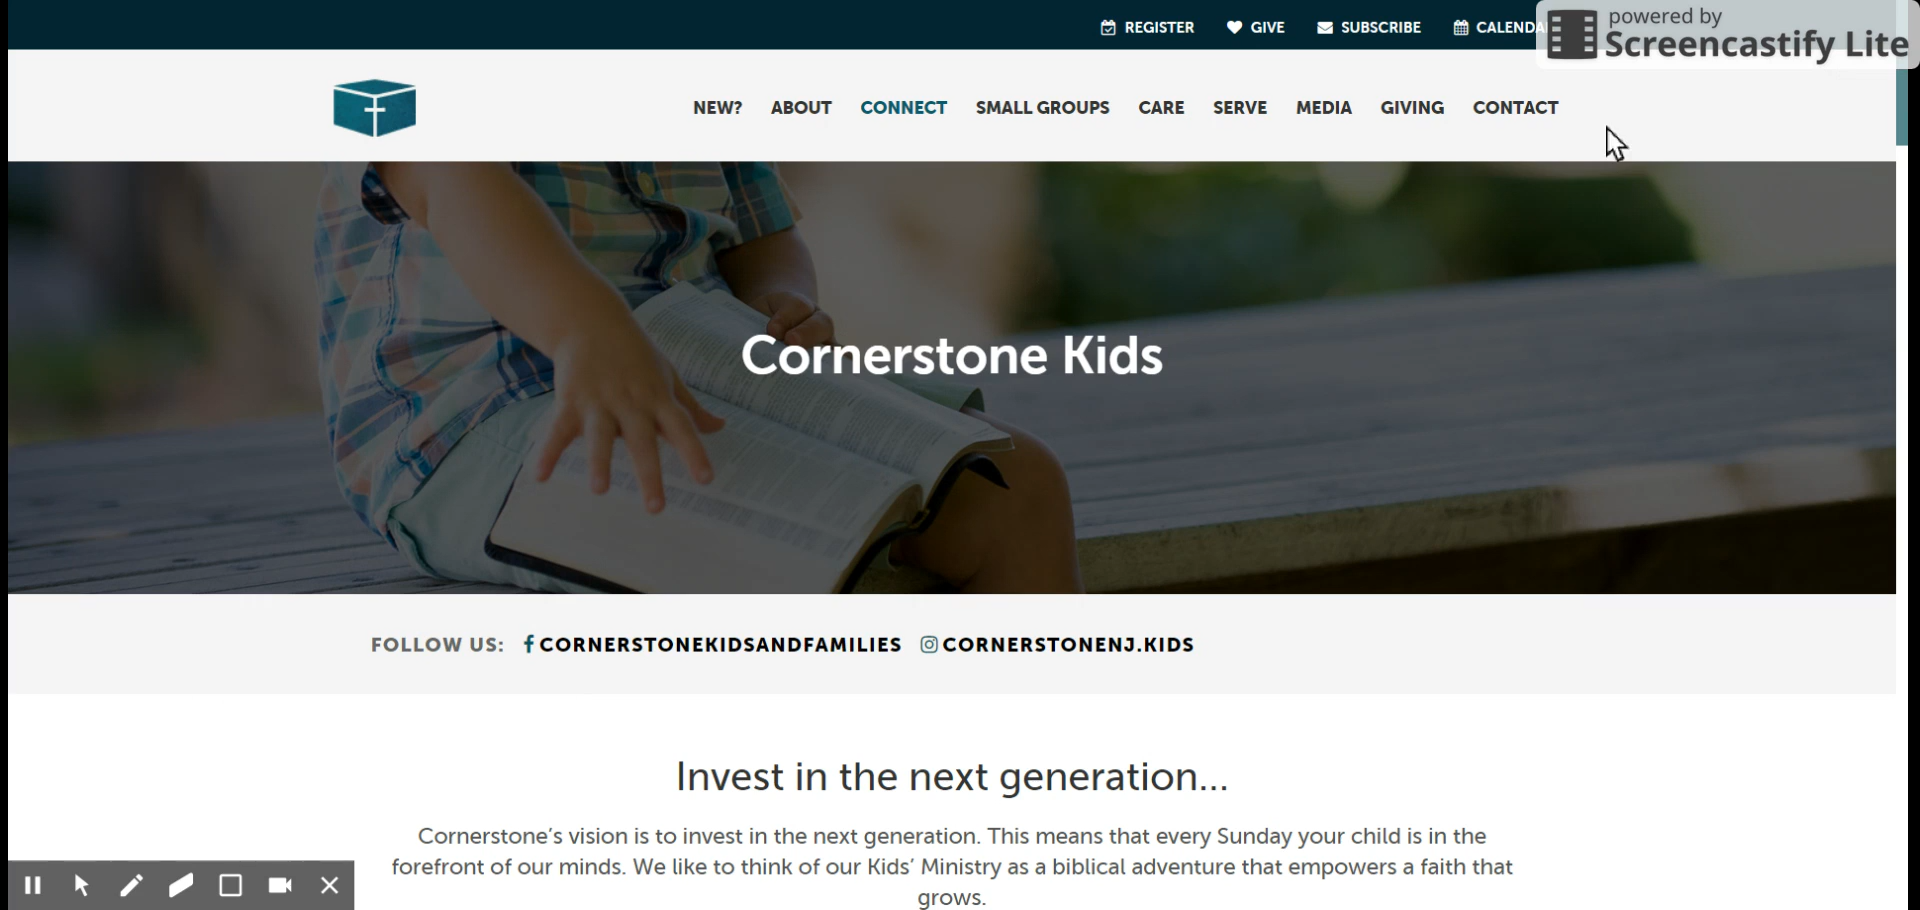 REGISTER GIVE SUBSCRIBE CALENDA
powered by
Screencastify Lite
NEW? ABOUT CONNECT SMALL GROUPS CARE SERVE MEDIA GIVING CONTACT
Cornerstone Kids
FOLLOW US: CORNERSTONEKIDSANDFAMILIES CORNERSTONENJ.KIDS
Invest in the next generation...
Cornerstone's vision is to invest in the next generation. This means that every Sunday your child is in the
forefront of our minds. We like to think of our Kids' Ministry as a biblical adventure that empowers a faith that
grows.